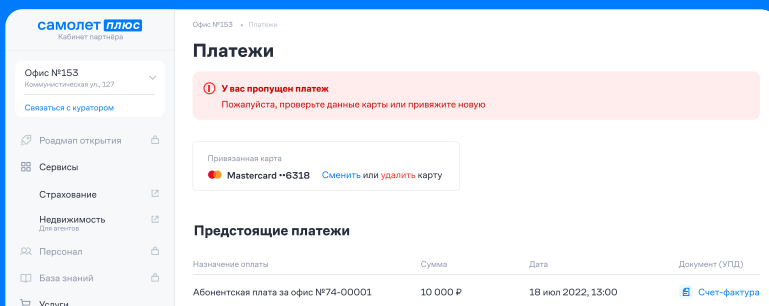 самолет плюс
Кабинет партнёра
Офис №153
Коммунистическая ул., 127
Связаться с куратором
Роадмап открытия
Сервисы
Страхование
Недвижимость
Для агентов
Персонал
База знаний
Услуги
Офис №153 • Платежи
Платежи
У вас пропущен платеж
Пожалуйста, проверьте данные карты или привяжите новую
Привязанная карта
Mastercard ••6318 Сменить или удалить карту
Предстоящие платежи
Назначение оплаты Сумма Дата Документ (УПД)
Абонентская плата за офис №74-00001 10 000 ₽ 18 июл 2022, 13:00 Счет-фактура